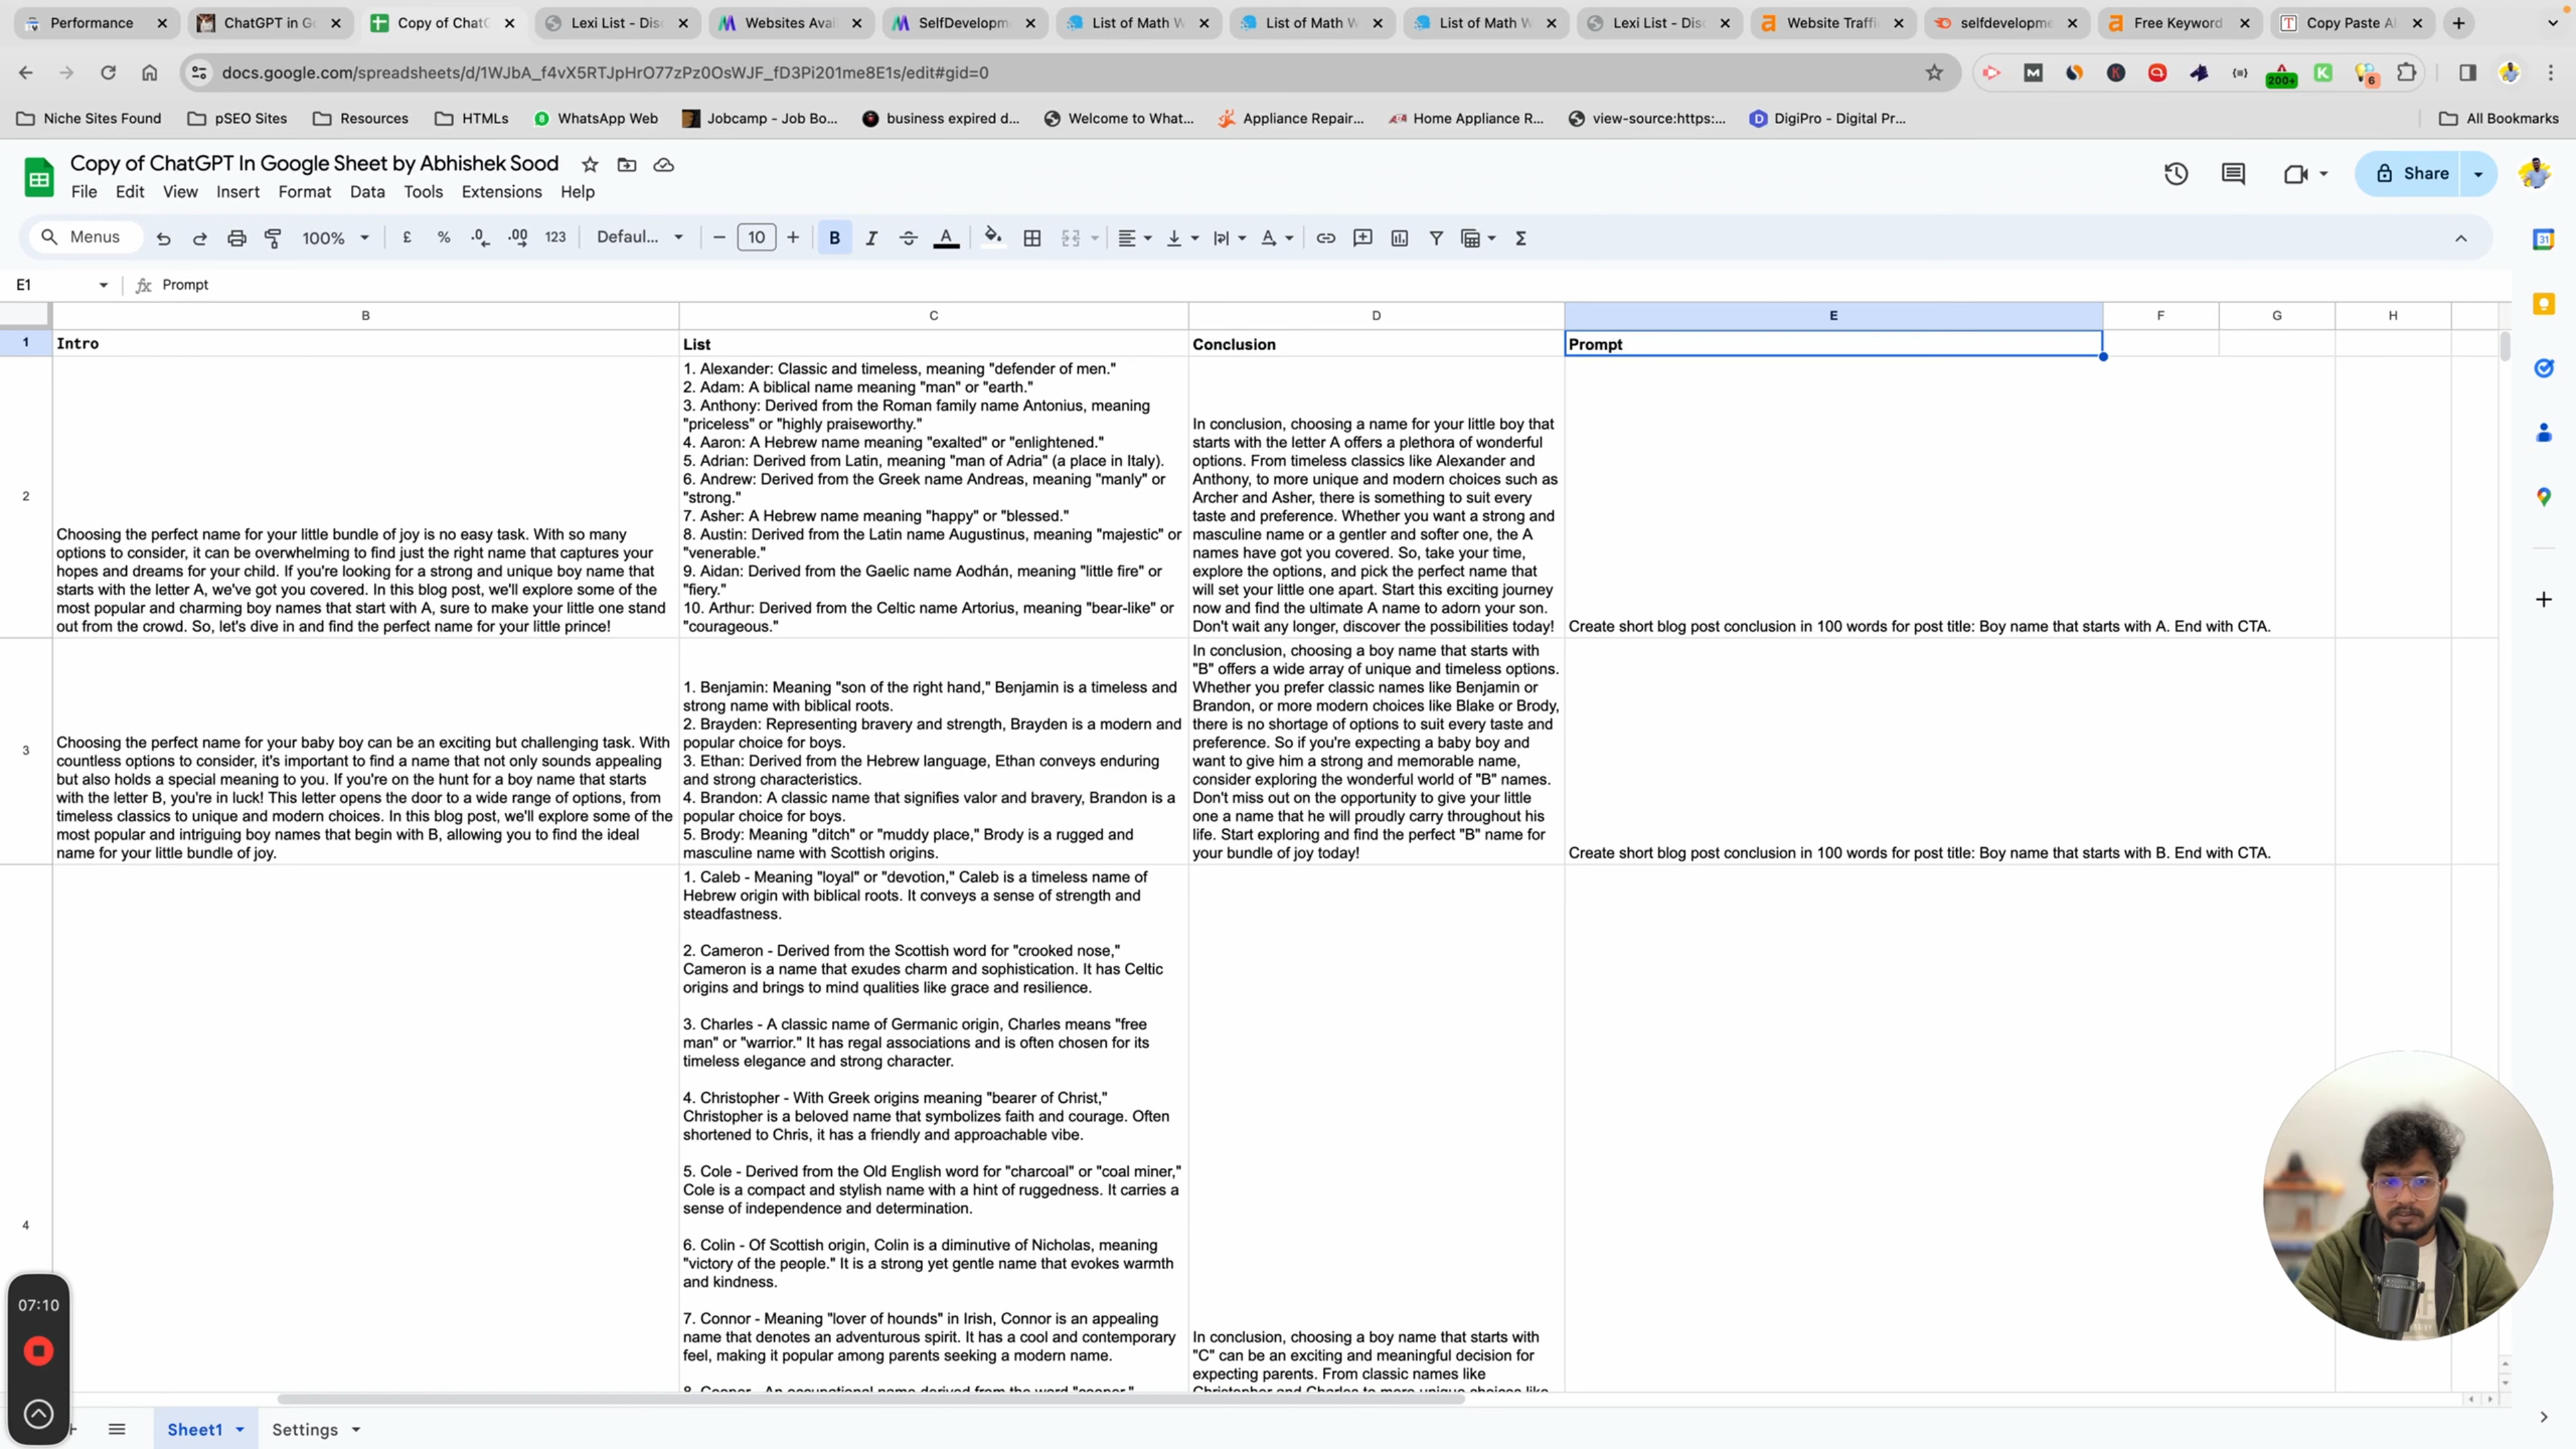 Performance
ChatGPT in G
Copy of ChatG
Lexi List - Disc
Websites Avai
SelfDevelopm
List of Math W
List of Math W
List of Math W
Lexi List - Disc
Website Traffi
selfdevelopme
Free Keyword
Copy Paste AI
docs.google.com/spreadsheets/d/1WJbA_f4vX5RTJpHrO77zPz0OsWJF_fD3Pi201me8E1s/edit#gid=0
200+
6
Niche Sites Found
pSEO Sites
Resources
HTMLs
WhatsApp Web
Jobcamp - Job Bo...
business expired d...
Welcome to What...
Appliance Repair...
Home Appliance R...
view-source:https:...
DigiPro - Digital Pr...
All Bookmarks
Copy of ChatGPT In Google Sheet by Abhishek Sood
File Edit View Insert Format Data Tools Extensions Help
Share
Menus
100%
£ % .0 .00 123
Defaul...
10
B I A
31
E1
fx Prompt
B C D E F G H
1 Intro List Conclusion Prompt
2
Choosing the perfect name for your little bundle of joy is no easy task. With so many
options to consider, it can be overwhelming to find just the right name that captures your
hopes and dreams for your child. If you're looking for a strong and unique boy name that
starts with the letter A, we've got you covered. In this blog post, we'll explore some of the
most popular and charming boy names that start with A, sure to make your little one stand
out from the crowd. So, let's dive in and find the perfect name for your little prince!
1. Alexander: Classic and timeless, meaning "defender of men."
2. Adam: A biblical name meaning "man" or "earth."
3. Anthony: Derived from the Roman family name Antonius, meaning
"priceless" or "highly praiseworthy."
4. Aaron: A Hebrew name meaning "exalted" or "enlightened."
5. Adrian: Derived from Latin, meaning "man of Adria" (a place in Italy).
6. Andrew: Derived from the Greek name Andreas, meaning "manly" or
"strong."
7. Asher: A Hebrew name meaning "happy" or "blessed."
8. Austin: Derived from the Latin name Augustinus, meaning "majestic" or
"venerable."
9. Aidan: Derived from the Gaelic name Aodhán, meaning "little fire" or
"fiery."
10. Arthur: Derived from the Celtic name Artorius, meaning "bear-like" or
"courageous."
In conclusion, choosing a name for your little boy that
starts with the letter A offers a plethora of wonderful
options. From timeless classics like Alexander and
Anthony, to more unique and modern choices such as
Archer and Asher, there is something to suit every
taste and preference. Whether you want a strong and
masculine name or a gentler and softer one, the A
names have got you covered. So, take your time,
explore the options, and pick the perfect name that
will set your little one apart. Start this exciting journey
now and find the ultimate A name to adorn your son.
Don't wait any longer, discover the possibilities today!
Create short blog post conclusion in 100 words for post title: Boy name that starts with A. End with CTA.
3
Choosing the perfect name for your baby boy can be an exciting but challenging task. With
countless options to consider, it's important to find a name that not only sounds appealing
but also holds a special meaning to you. If you're on the hunt for a boy name that starts
with the letter B, you're in luck! This letter opens the door to a wide range of options, from
timeless classics to unique and modern choices. In this blog post, we'll explore some of the
most popular and intriguing boy names that begin with B, allowing you to find the ideal
name for your little bundle of joy.
1. Benjamin: Meaning "son of the right hand," Benjamin is a timeless and
strong name with biblical roots.
2. Brayden: Representing bravery and strength, Brayden is a modern and
popular choice for boys.
3. Ethan: Derived from the Hebrew language, Ethan conveys enduring
and strong characteristics.
4. Brandon: A classic name that signifies valor and bravery, Brandon is a
popular choice for boys.
5. Brody: Meaning "ditch" or "muddy place," Brody is a rugged and
masculine name with Scottish origins.
In conclusion, choosing a boy name that starts with
"B" offers a wide array of unique and timeless options.
Whether you prefer classic names like Benjamin or
Brandon, or more modern choices like Blake or Brody,
there is no shortage of options to suit every taste and
preference. So if you're expecting a baby boy and
want to give him a strong and memorable name,
consider exploring the wonderful world of "B" names.
Don't miss out on the opportunity to give your little
one a name that he will proudly carry throughout his
life. Start exploring and find the perfect "B" name for
your bundle of joy today!
Create short blog post conclusion in 100 words for post title: Boy name that starts with B. End with CTA.
4
1. Caleb - Meaning "loyal" or "devotion," Caleb is a timeless name of
Hebrew origin with biblical roots. It conveys a sense of strength and
steadfastness.
2. Cameron - Derived from the Scottish word for "crooked nose,"
Cameron is a name that exudes charm and sophistication. It has Celtic
origins and brings to mind qualities like grace and resilience.
3. Charles - A classic name of Germanic origin, Charles means "free
man" or "warrior." It has regal associations and is often chosen for its
timeless elegance and strong character.
4. Christopher - With Greek origins meaning "bearer of Christ,"
Christopher is a beloved name that symbolizes faith and courage. Often
shortened to Chris, it has a friendly and approachable vibe.
5. Cole - Derived from the Old English word for "charcoal" or "coal miner,"
Cole is a compact and stylish name with a hint of ruggedness. It carries a
sense of independence and determination.
6. Colin - Of Scottish origin, Colin is a diminutive of Nicholas, meaning
"victory of the people." It is a strong yet gentle name that evokes warmth
and kindness.
7. Connor - Meaning "lover of hounds" in Irish, Connor is an appealing
name that denotes an adventurous spirit. It has a cool and contemporary
feel, making it popular among parents seeking a modern name.
8. Cooper - An occupational name derived from the word "cooper,"
In conclusion, choosing a boy name that starts with
"C" can be an exciting and meaningful decision for
expecting parents. From classic names like
Christopher and Charles to more unique choices like
07:10
Sheet1
Settings